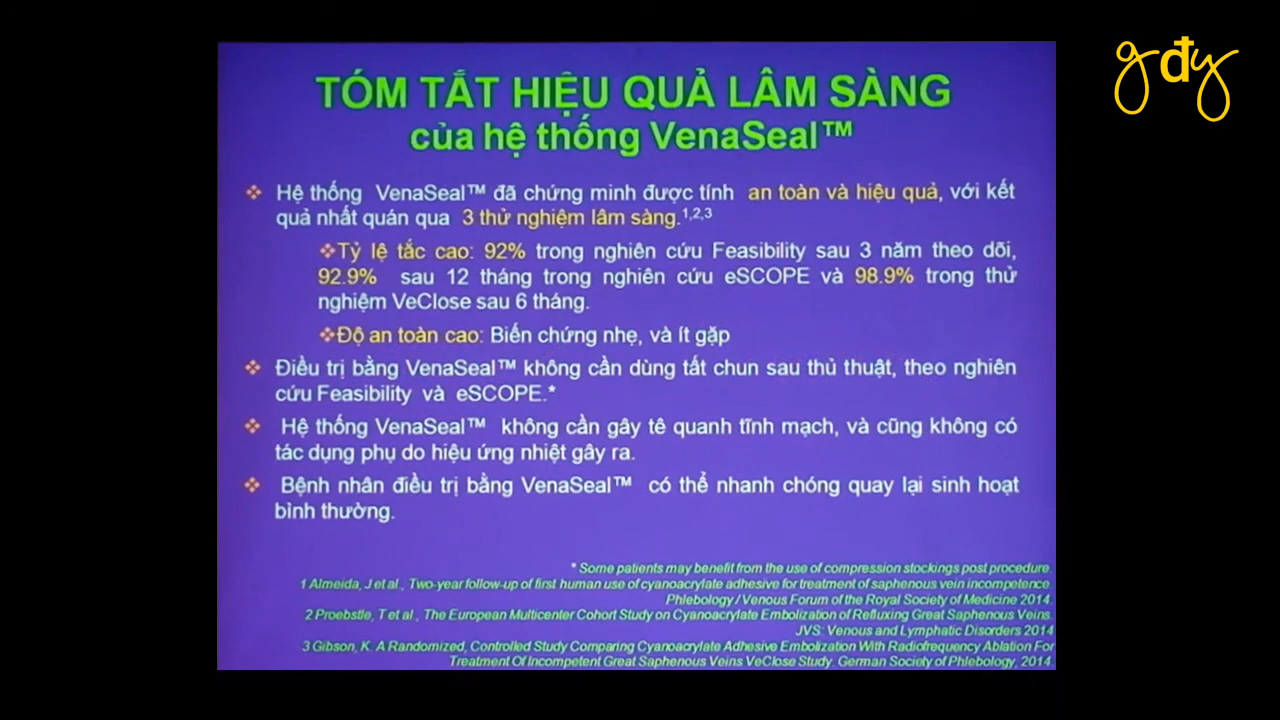 gđy
TÓM TẮT HIỆU QUẢ LÂM SÀNG
của hệ thống VenaSeal™
❖ Hệ thống VenaSeal™ đã chứng minh được tính an toàn và hiệu quả, với kết
quả nhất quán qua 3 thử nghiệm lâm sàng.1,2,3
❖Tỷ lệ tắc cao: 92% trong nghiên cứu Feasibility sau 3 năm theo dõi,
92.9% sau 12 tháng trong nghiên cứu eSCOPE và 98.9% trong thử
nghiệm VeClose sau 6 tháng.
❖Độ an toàn cao: Biến chứng nhẹ, và ít gặp
❖ Điều trị bằng VenaSeal™ không cần dùng tất chun sau thủ thuật, theo nghiên
cứu Feasibility và eSCOPE.*
❖ Hệ thống VenaSeal™ không cần gây tê quanh tĩnh mạch, và cũng không có
tác dụng phụ do hiệu ứng nhiệt gây ra.
❖ Bệnh nhân điều trị bằng VenaSeal™ có thể nhanh chóng quay lại sinh hoạt
bình thường.
* Some patients may benefit from the use of compression stockings post procedure.
1 Almeida, J et al., Two-year follow-up of first human use of cyanoacrylate adhesive for treatment of saphenous vein incompetence.
Phlebology / Venous Forum of the Royal Society of Medicine 2014.
2 Proebstle, T et al., The European Multicenter Cohort Study on Cyanoacrylate Embolization of Refluxing Great Saphenous Veins.
JVS: Venous and Lymphatic Disorders 2014
3 Gibson, K. A Randomized, Controlled Study Comparing Cyanoacrylate Adhesive Embolization With Radiofrequency Ablation For
Treatment Of Incompetent Great Saphenous Veins VeClose Study. German Society of Phlebology, 2014.